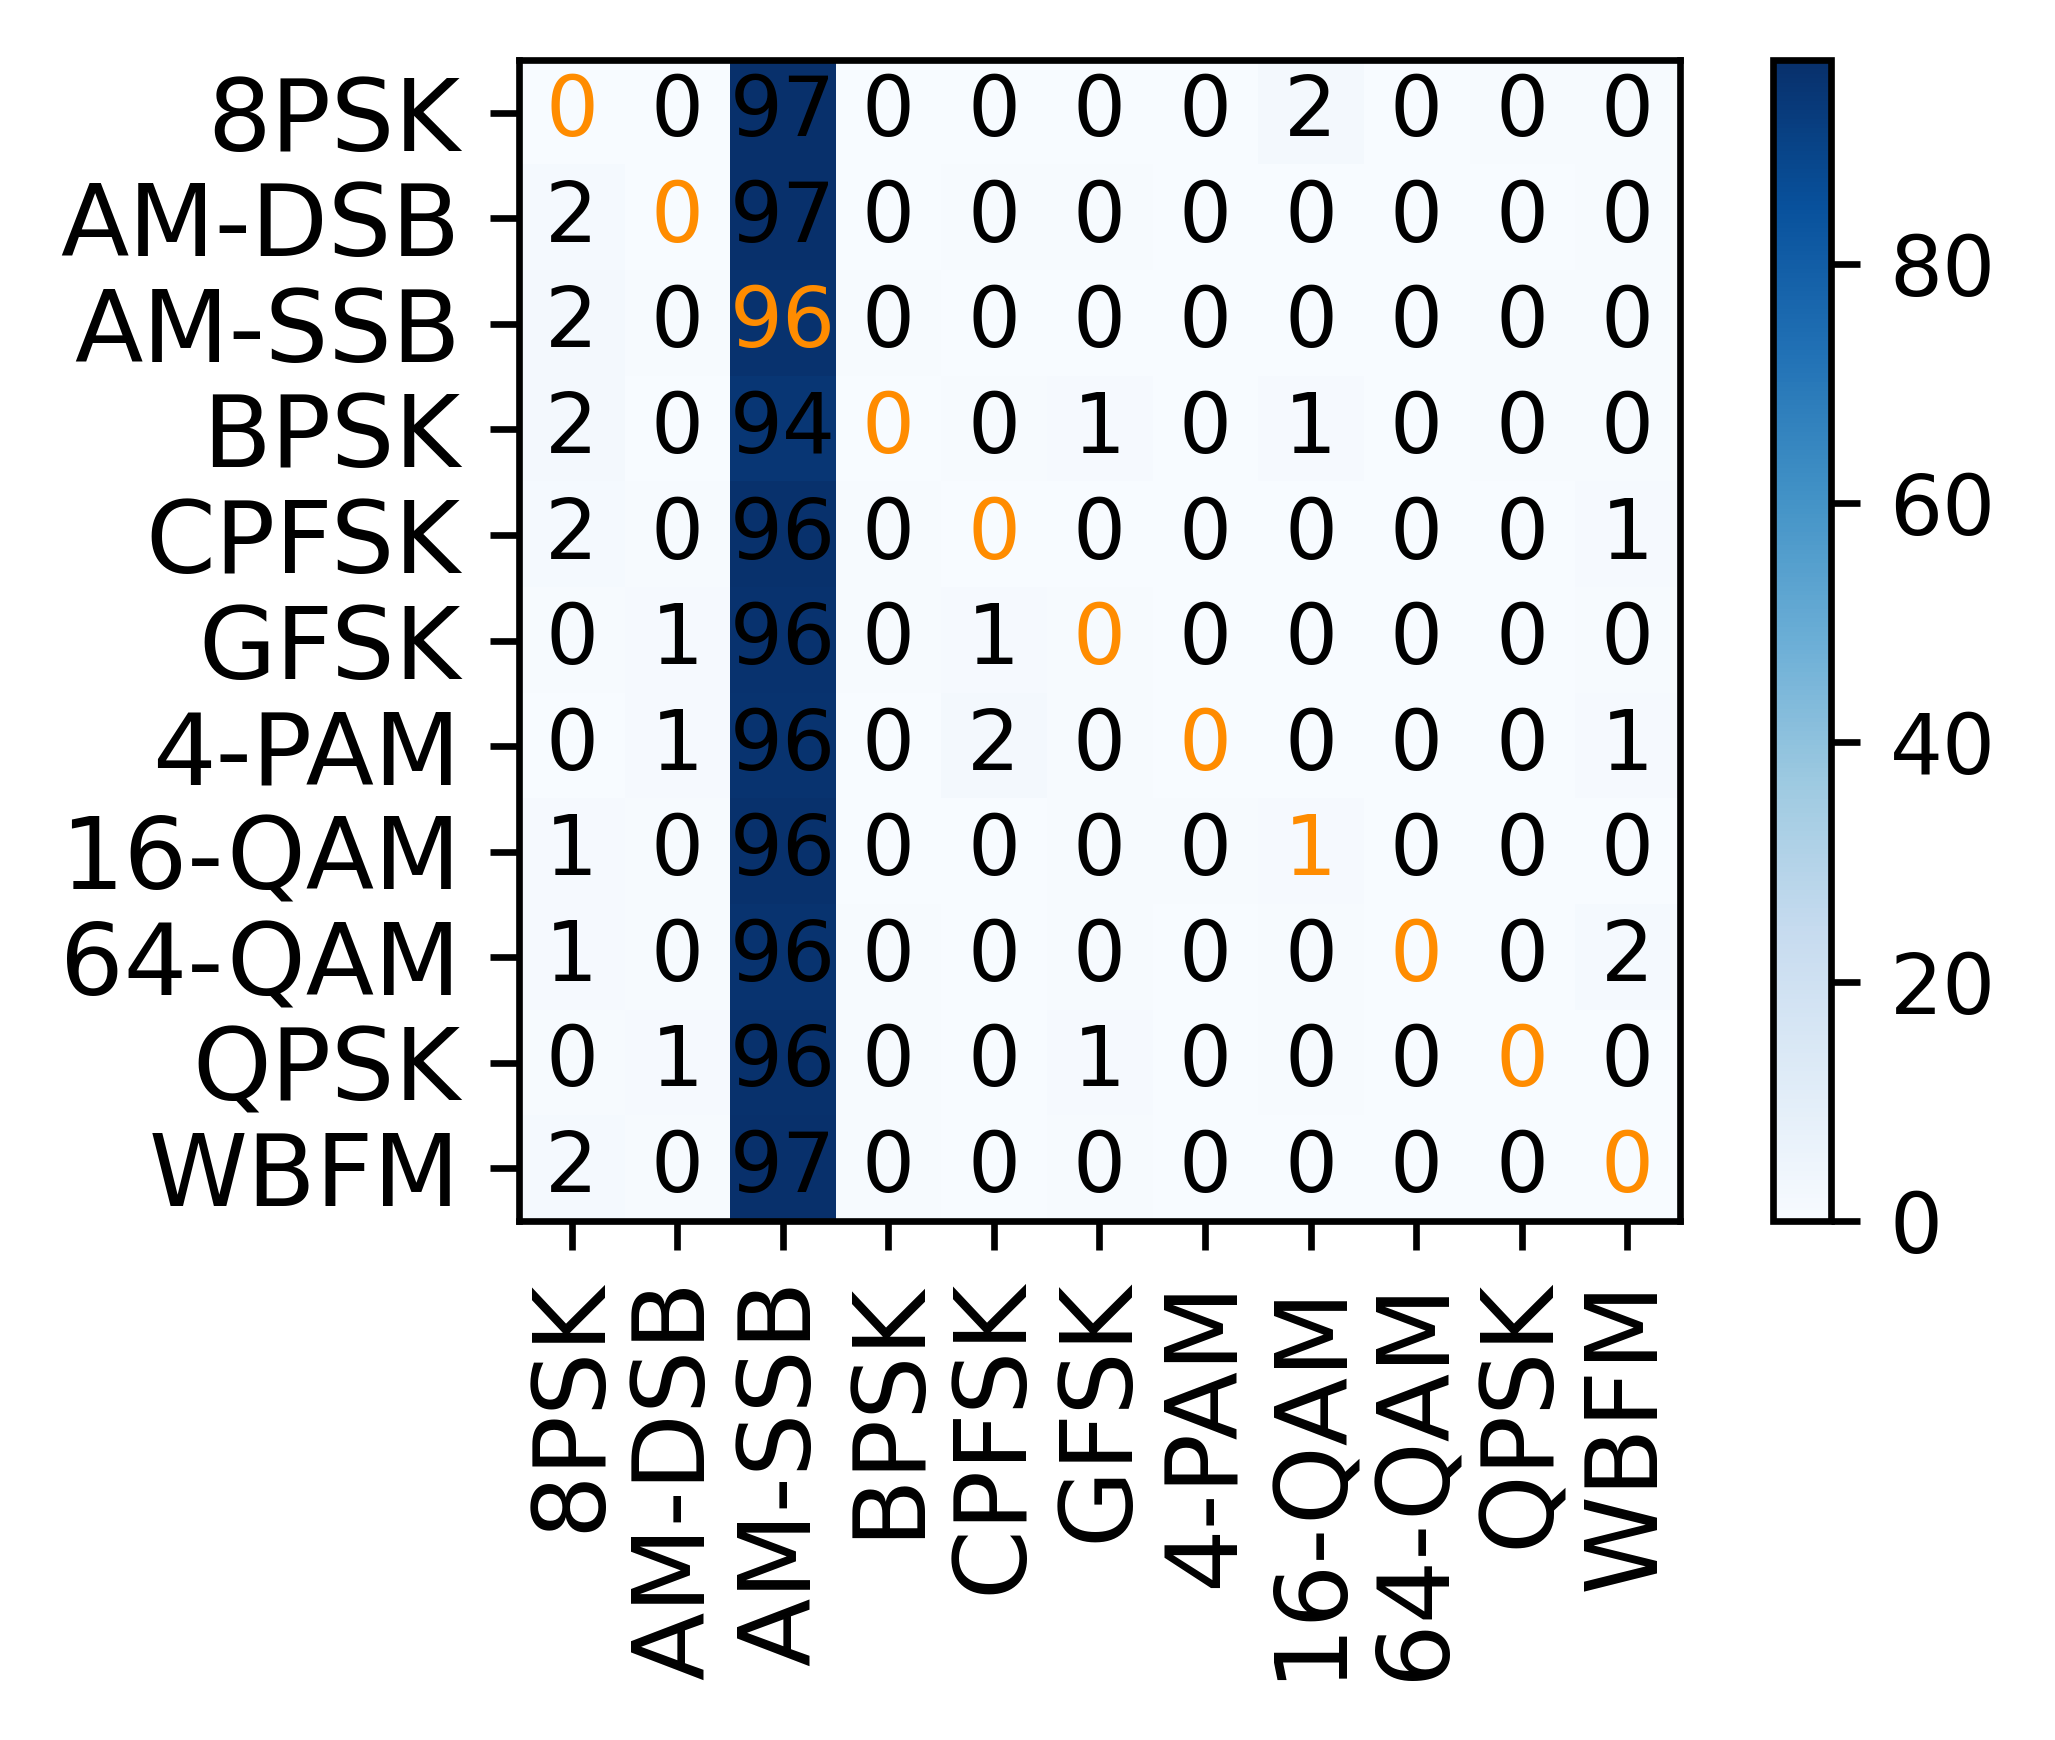 8PSK 0 0 97 0 0 0 0 2 0 0 0
AM-DSB 2 0 97 0 0 0 0 0 0 0 0
AM-SSB 2 0 96 0 0 0 0 0 0 0 0
BPSK 2 0 94 0 0 1 0 1 0 0 0
CPFSK 2 0 96 0 0 0 0 0 0 0 1
GFSK 0 1 96 0 1 0 0 0 0 0 0
4-PAM 0 1 96 0 2 0 0 0 0 0 1
16-QAM 1 0 96 0 0 0 0 1 0 0 0
64-QAM 1 0 96 0 0 0 0 0 0 0 2
QPSK 0 1 96 0 0 1 0 0 0 0 0
WBFM 2 0 97 0 0 0 0 0 0 0 0
8PSK
AM-DSB
AM-SSB
BPSK
CPFSK
GFSK
4-PAM
16-QAM
64-QAM
QPSK
WBFM
80
60
40
20
0